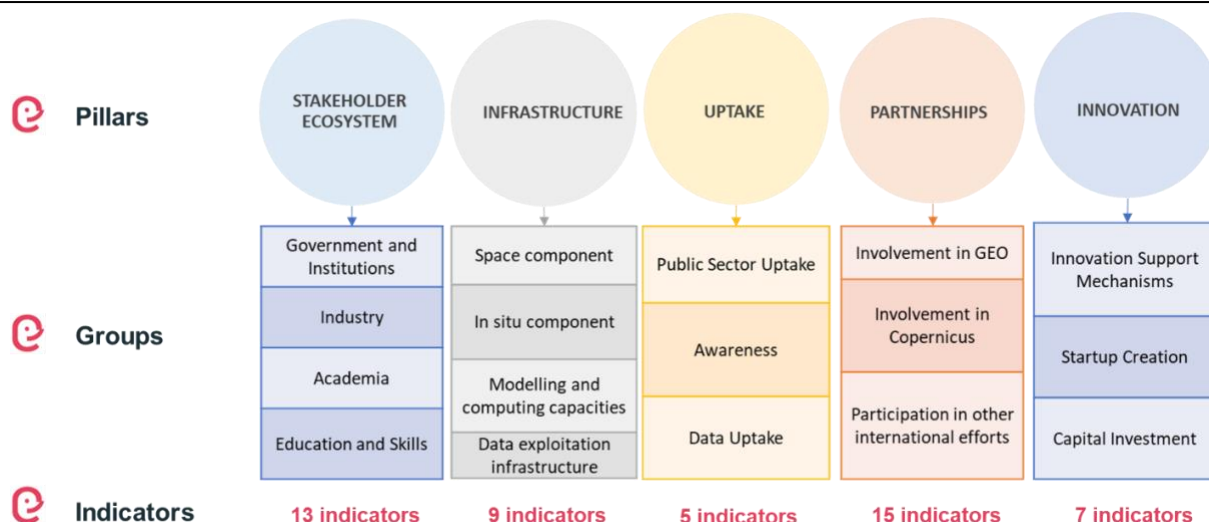 Pillars
STAKEHOLDER
ECOSYSTEM
INFRASTRUCTURE
UPTAKE
PARTNERSHIPS
INNOVATION
Groups
Government and
Institutions
Industry
Academia
Education and Skills
Space component
In situ component
Modelling and
computing capacities
Data exploitation
infrastructure
Public Sector Uptake
Awareness
Data Uptake
Involvement in GEO
Involvement in
Copernicus
Participation in other
international efforts
Innovation Support
Mechanisms
Startup Creation
Capital Investment
Indicators
13 indicators
9 indicators
5 indicators
15 indicators
7 indicators